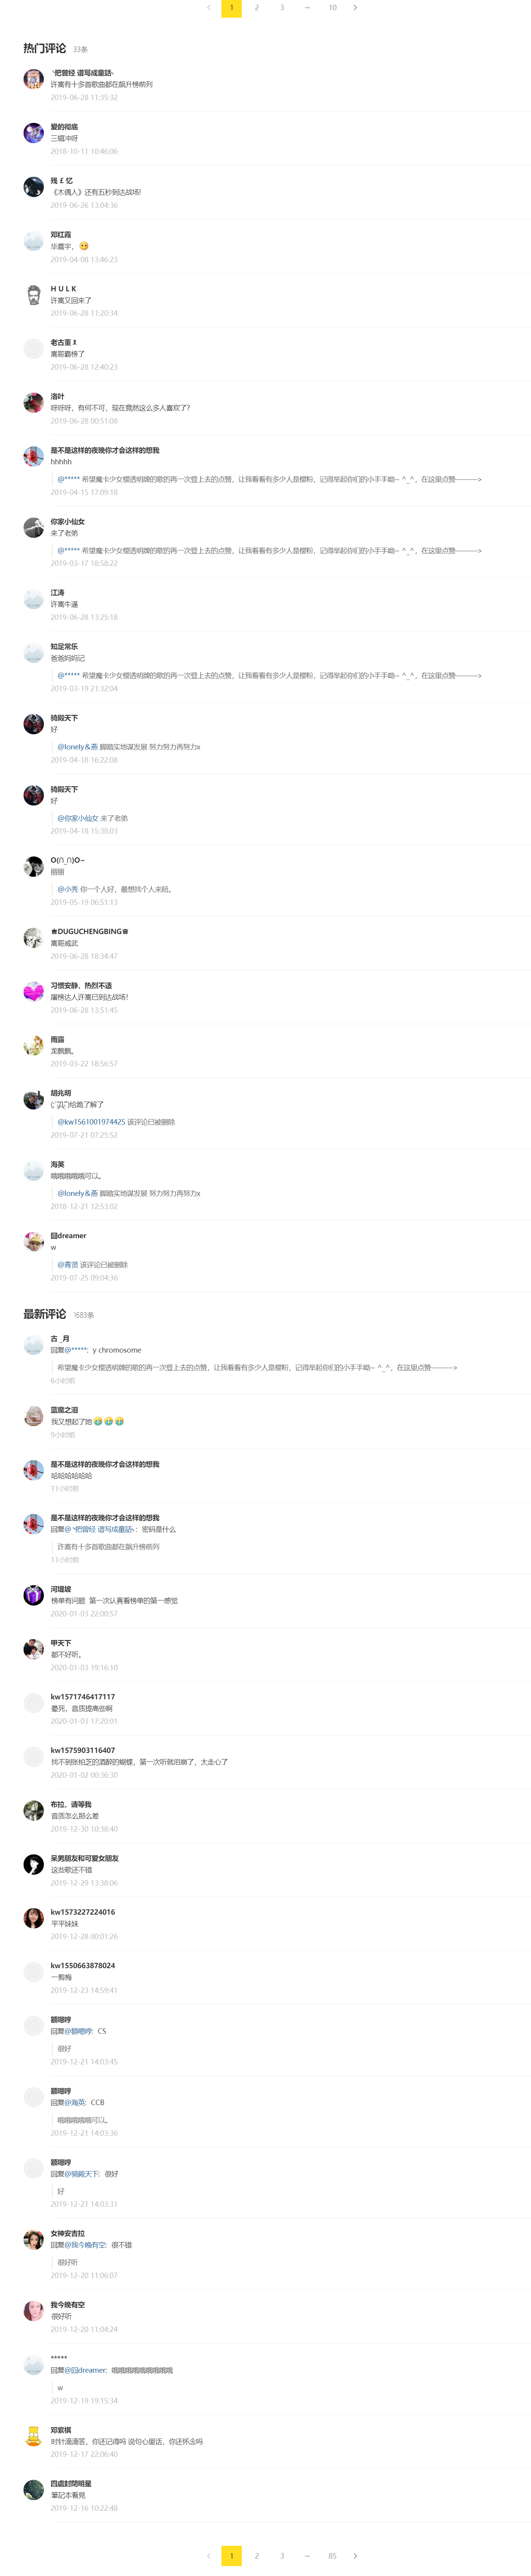 1 2 3 ··· 10
热门评论 33条
╰把曾经 谱写成童话╮
许嵩有十多首歌曲都在飙升榜前列
2019-06-28 11:35:32
爱的彻底
三辑冲呀
2018-10-11 10:46:06
残 £ 忆
《木偶人》还有五秒到达战场!
2019-06-26 13:04:36
邓红霞
华晨宇，
2019-04-08 13:46:23
H U L K
许嵩又回来了
2019-06-28 11:20:34
老古董
嵩哥霸榜了
2019-06-28 12:40:23
洛叶
呀呀呀，有何不可，现在竟然这么多人喜欢了?
2019-06-28 00:51:08
是不是这样的夜晚你才会这样的想我
hhhhh
@***** 希望魔卡少女樱透明牌的歌的再一次登上去的点赞，让我看看有多少人是樱粉，记得举起你们的小手手呦~ ^_^，在这里点赞———>
2019-04-15 17:09:18
你家小仙女
来了老弟
@***** 希望魔卡少女樱透明牌的歌的再一次登上去的点赞，让我看看有多少人是樱粉，记得举起你们的小手手呦~ ^_^，在这里点赞———>
2019-03-17 18:58:22
江涛
许嵩牛逼
2019-06-28 13:25:18
知足常乐
爸爸妈妈记
@***** 希望魔卡少女樱透明牌的歌的再一次登上去的点赞，让我看看有多少人是樱粉，记得举起你们的小手手呦~ ^_^，在这里点赞———>
2019-03-19 21:32:04
骑殿天下
好
@lonely＆燕 脚踏实地谋发展 努力努力再努力x
2019-04-18 16:22:08
骑殿天下
好
@你家小仙女 来了老弟
2019-04-18 15:38:03
O(∩_∩)O~
丽丽
@小秀 你一个人好，最想找个人来陪。
2019-05-19 06:51:13
♚DUGUCHENGBING♛
嵩哥威武
2019-06-28 18:34:47
习惯安静，热烈不适
屠榜达人许嵩已到达战场！
2019-06-28 13:51:45
雨露
龙飘飘。
2019-03-22 18:56:57
胡兆明
给跪了解了
@kw1561001974425 该评论已被删除
2019-07-21 07:25:52
海英
哦哦哦哦哦可以。
@lonely＆燕 脚踏实地谋发展 努力努力再努力x
2018-12-21 12:53:02
囧dreamer
w
@青贤 该评论已被删除
2019-07-25 09:04:36
最新评论 1683条
古 _月
回复@*****: y chromosome
希望魔卡少女樱透明牌的歌的再一次登上去的点赞，让我看看有多少人是樱粉，记得举起你们的小手手呦~ ^_^，在这里点赞———>
6小时前
蓝魔之泪
我又想起了她
9小时前
是不是这样的夜晚你才会这样的想我
哈哈哈哈哈哈
11小时前
是不是这样的夜晚你才会这样的想我
回复@╰把曾经 谱写成童话╮: 密码是什么
许嵩有十多首歌曲都在飙升榜前列
11小时前
河堤坡
榜单有问题 第一次认真看榜单的第一感觉
2020-01-03 22:00:57
甲天下
都不好听。
2020-01-03 19:16:10
kw1571746417117
晕死，音质提高些啊
2020-01-03 17:20:01
kw1575903116407
找不到张柏芝的酒醉的蝴蝶，第一次听就泪崩了，太走心了
2020-01-02 00:36:30
布拉。请等我
音质怎么那么差
2019-12-30 10:38:40
呆男朋友和可爱女朋友
这些歌还不错
2019-12-29 13:38:06
kw1573227224016
平平妹妹
2019-12-28 00:01:26
kw1550663878024
一剪梅
2019-12-23 14:59:41
额嗯哼
回复@额嗯哼: CS
很好
2019-12-21 14:03:45
额嗯哼
回复@海英: CCB
哦哦哦哦哦可以。
2019-12-21 14:03:36
额嗯哼
回复@骑殿天下: 很好
好
2019-12-21 14:03:31
女神安吉拉
回复@我今晚有空: 很不错
很好听
2019-12-20 11:06:07
我今晚有空
很好听
2019-12-20 11:04:24
*****
回复@囧dreamer: 哦哦哦哦哦哦哦哦哦
w
2019-12-19 19:15:34
邓紫棋
时针滴滴答，你还记得吗 说句心里话，你还怀念吗
2019-12-17 22:06:40
四處封閉明星
筆記本看見
2019-12-16 10:22:48
1 2 3 ··· 85